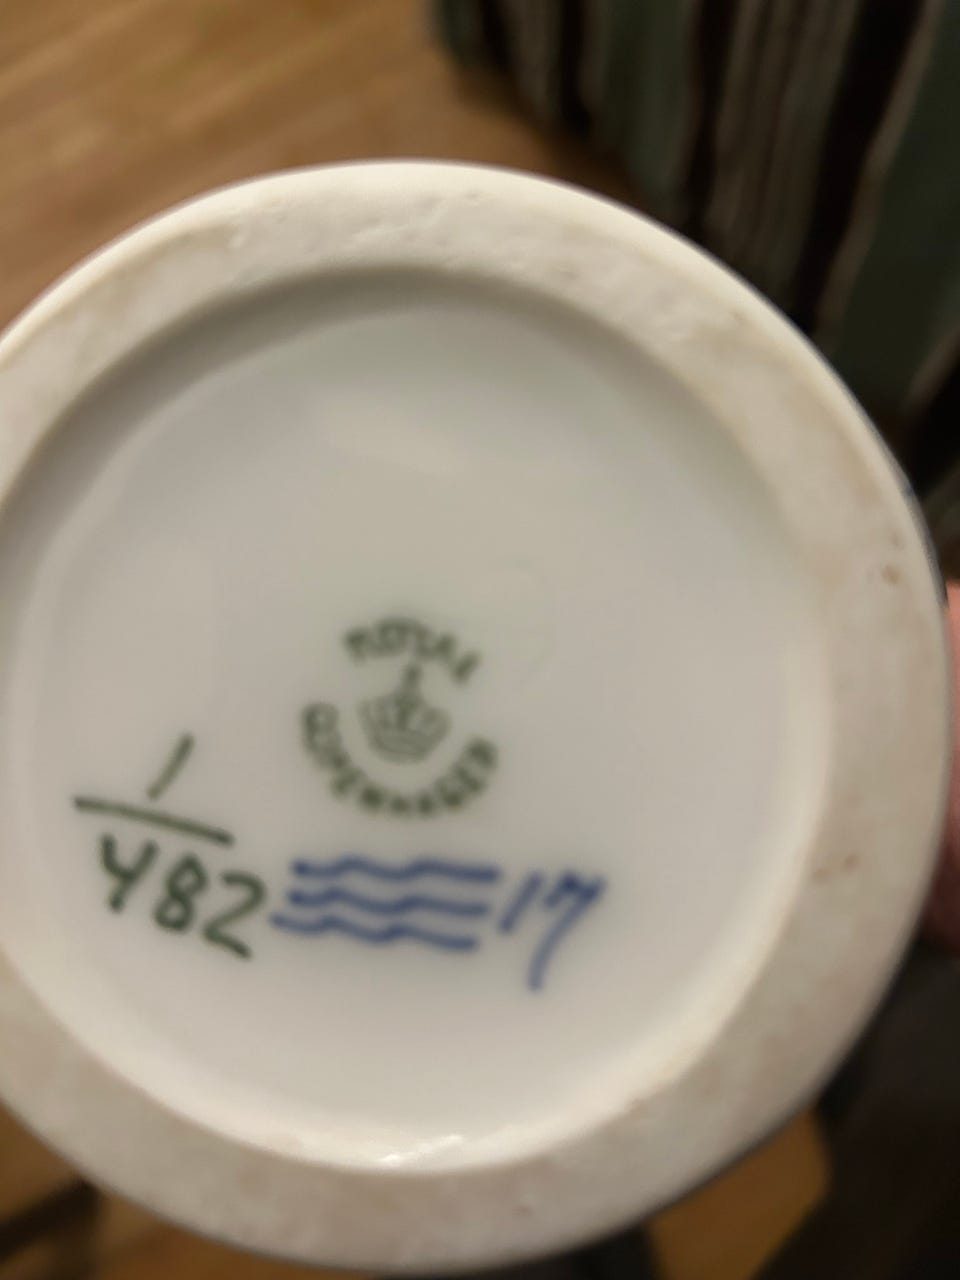 ROYAL
COPENHAGEN
1
482
17